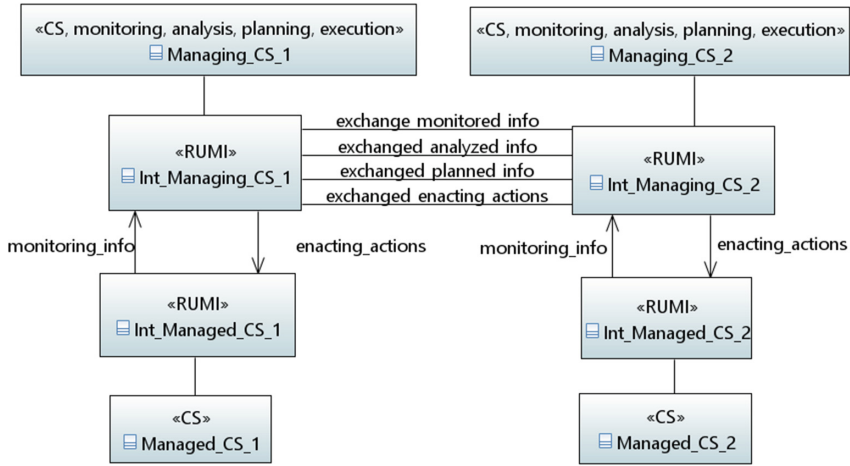 «CS, monitoring, analysis, planning, execution»
Managing_CS_1
«CS, monitoring, analysis, planning, execution»
Managing_CS_2
«RUMI»
Int_Managing_CS_1
exchange monitored info
exchanged analyzed info
exchanged planned info
exchanged enacting actions
«RUMI»
Int_Managing_CS_2
monitoring_info
enacting_actions
monitoring_info
enacting_actions
«RUMI»
Int_Managed_CS_1
«RUMI»
Int_Managed_CS_2
«CS»
Managed_CS_1
«CS»
Managed_CS_2